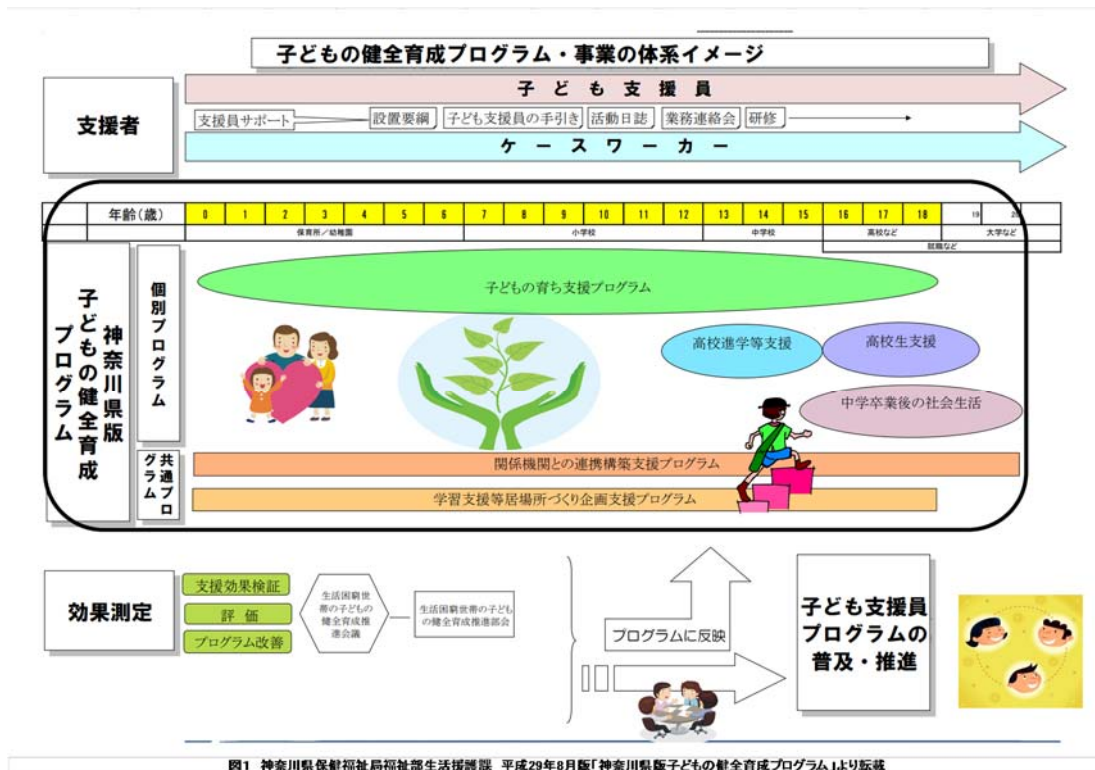 子どもの健全育成プログラム・事業の体系イメージ
支援者
子ども支援員
支援員サポート
設置要綱
子ども支援員の手引き
活動日誌
業務連絡会
研修
ケースワーカー
年齢(歳) 0 1 2 3 4 5 6 7 8 9 10 11 12 13 14 15 16 17 18 19 20
保育所/幼稚園 小学校 中学校 高校など 大学など
就職など
神奈川県版
子どもの健全育成
プログラム
個別プログラム
子どもの育ち支援プログラム
高校進学等支援
高校生支援
中学卒業後の社会生活
共通プロ
グラム
関係機関との連携構築支援プログラム
学習支援等居場所づくり企画支援プログラム
効果測定
支援効果検証
評 価
プログラム改善
生活困窮世
帯の子どもの
健全育成推
進会議
生活困窮世帯の子ども
の健全育成推進部会
プログラムに反映
子ども支援員
プログラムの
普及・推進
図1 神奈川県保健福祉局福祉部生活援護課 平成29年8月版「神奈川県版子どもの健全育成プログラム」より転載